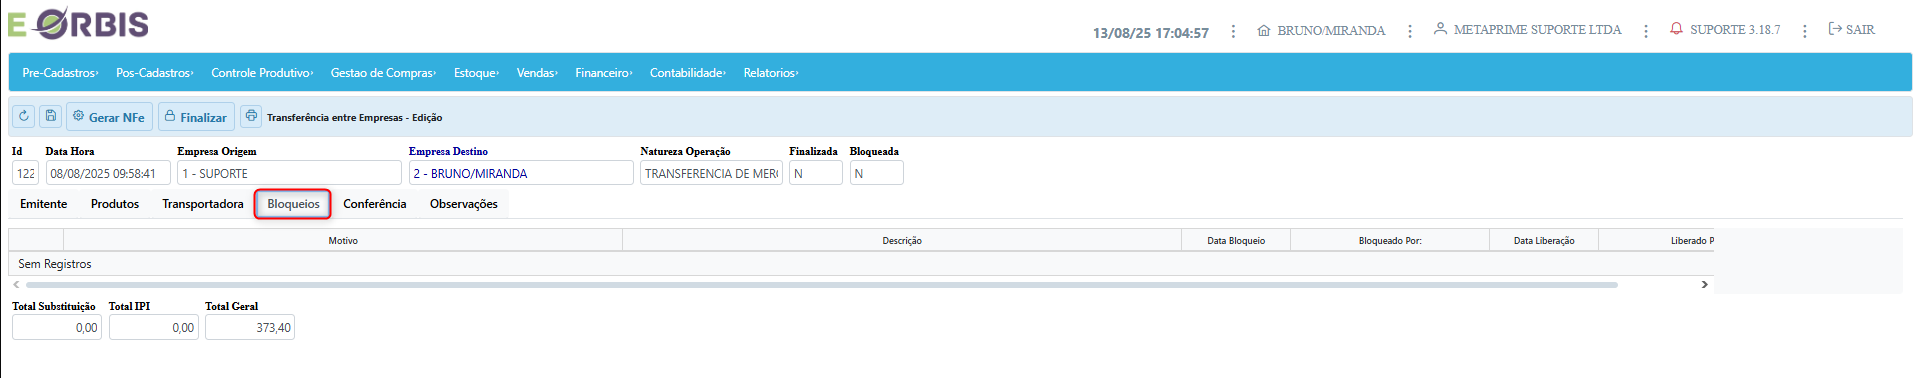 E ORBIS
13/08/25 17:04:57 BRUNO/MIRANDA METAPRIME SUPORTE LTDA SUPORTE 3.18.7 SAIR
Pre-Cadastros› Pos-Cadastros› Controle Produtivo› Gestao de Compras› Estoque› Vendas› Financeiro› Contabilidade› Relatorios›
Gerar NFe Finalizar Transferência entre Empresas - Edição
Id Data Hora Empresa Origem Empresa Destino Natureza Operação Finalizada Bloqueada
122 08/08/2025 09:58:41 1 - SUPORTE 2 - BRUNO/MIRANDA TRANSFERENCIA DE MER N N
Emitente Produtos Transportadora Bloqueios Conferência Observações
Motivo Descrição Data Bloqueio Bloqueado Por: Data Liberação Liberado P
Sem Registros
Total Substituição Total IPI Total Geral
0,00 0,00 373,40